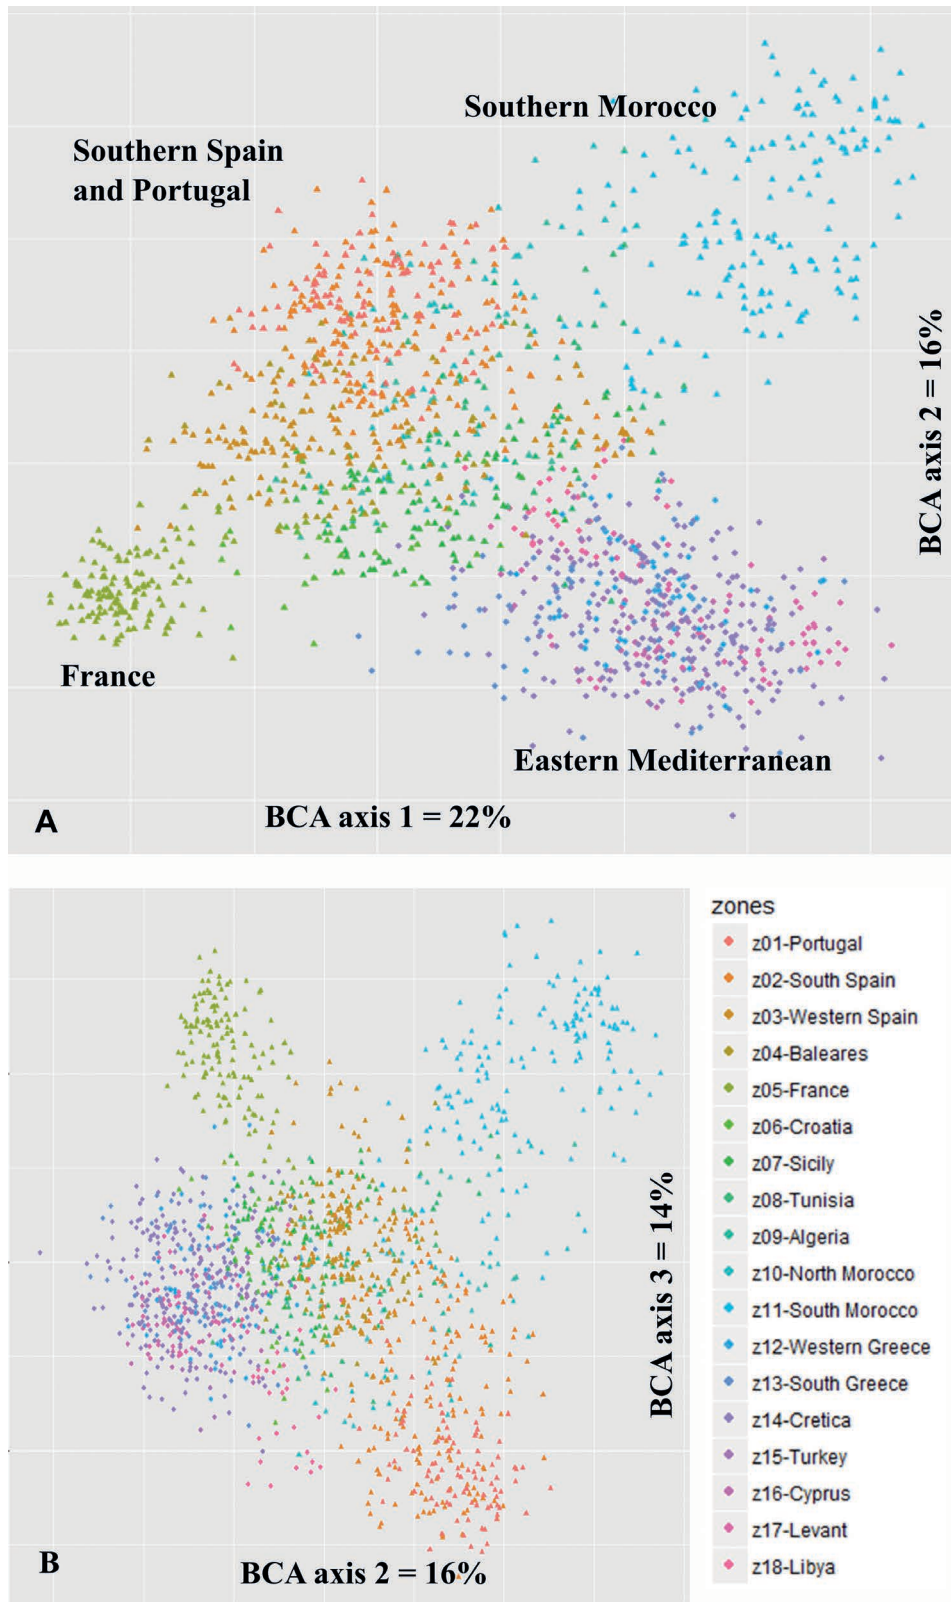 Southern Morocco
Southern Spain
and Portugal
BCA axis 2 = 16%
France
Eastern Mediterranean
BCA axis 1 = 22%
A
zones
z01-Portugal
z02-South Spain
z03-Western Spain
z04-Baleares
z05-France
z06-Croatia
z07-Sicily
z08-Tunisia
z09-Algeria
z10-North Morocco
z11-South Morocco
z12-Western Greece
z13-South Greece
z14-Cretica
z15-Turkey
z16-Cyprus
z17-Levant
z18-Libya
BCA axis 3 = 14%
B
BCA axis 2 = 16%